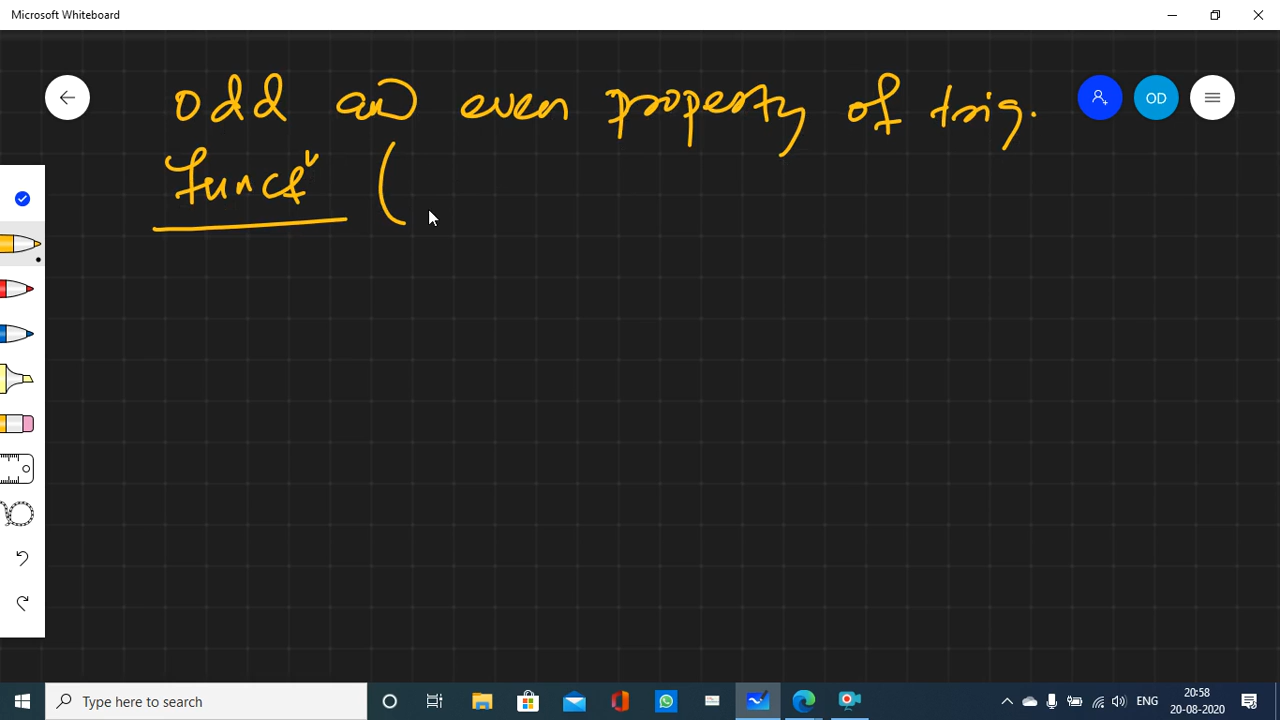 Microsoft Whiteboard
odd and even property of trig.
funct (
OD
Type here to search
ENG
20:58
20-08-2020